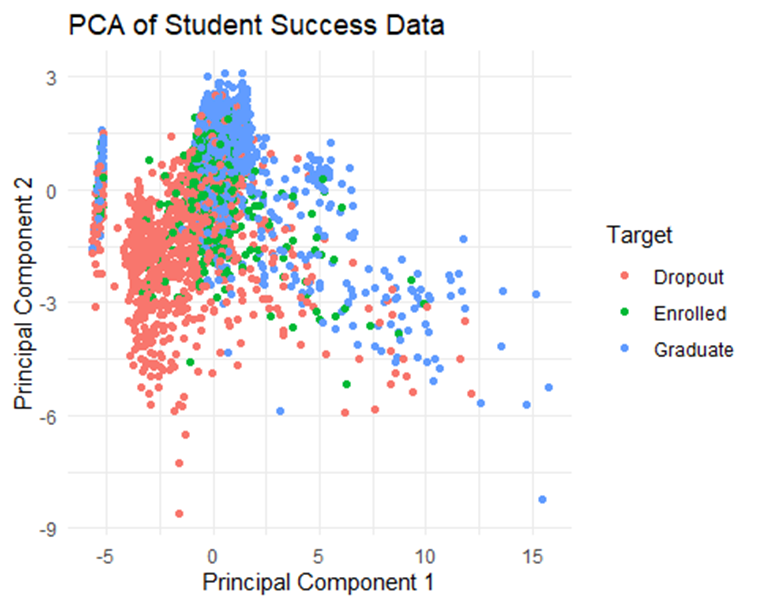 PCA of Student Success Data
3
0
-3
-6
-9
Principal Component 2
-5
0
5
10
15
Principal Component 1
Target
Dropout
Enrolled
Graduate